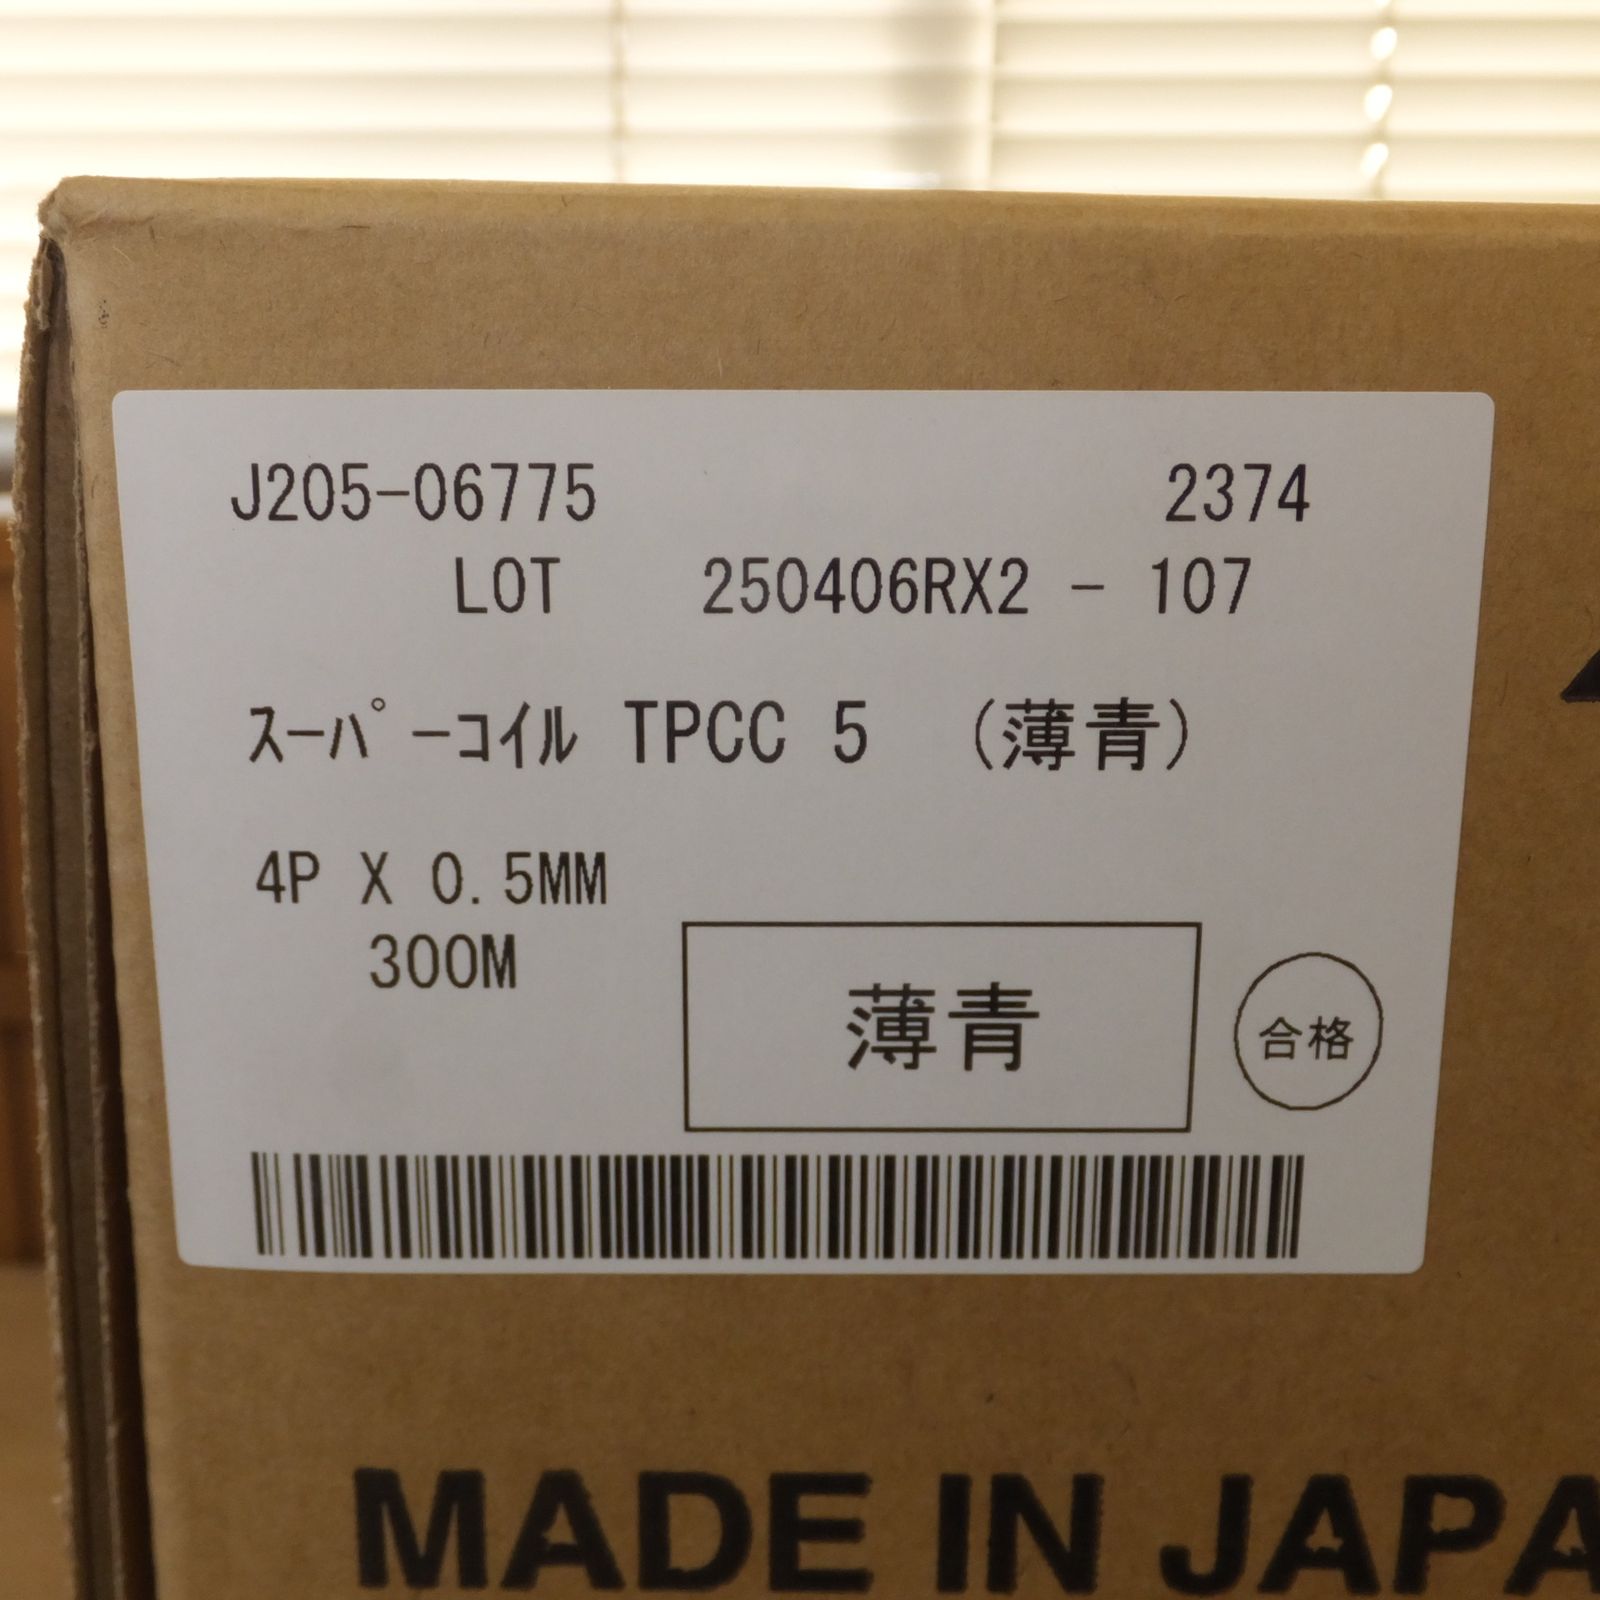 J205-06775 2374
LOT 250406RX2 - 107
ｽｰﾊﾟｰｺｲﾙ TPCC 5 (薄青)
4P X 0.5MM
300M
薄青
合格
MADE IN JAPA